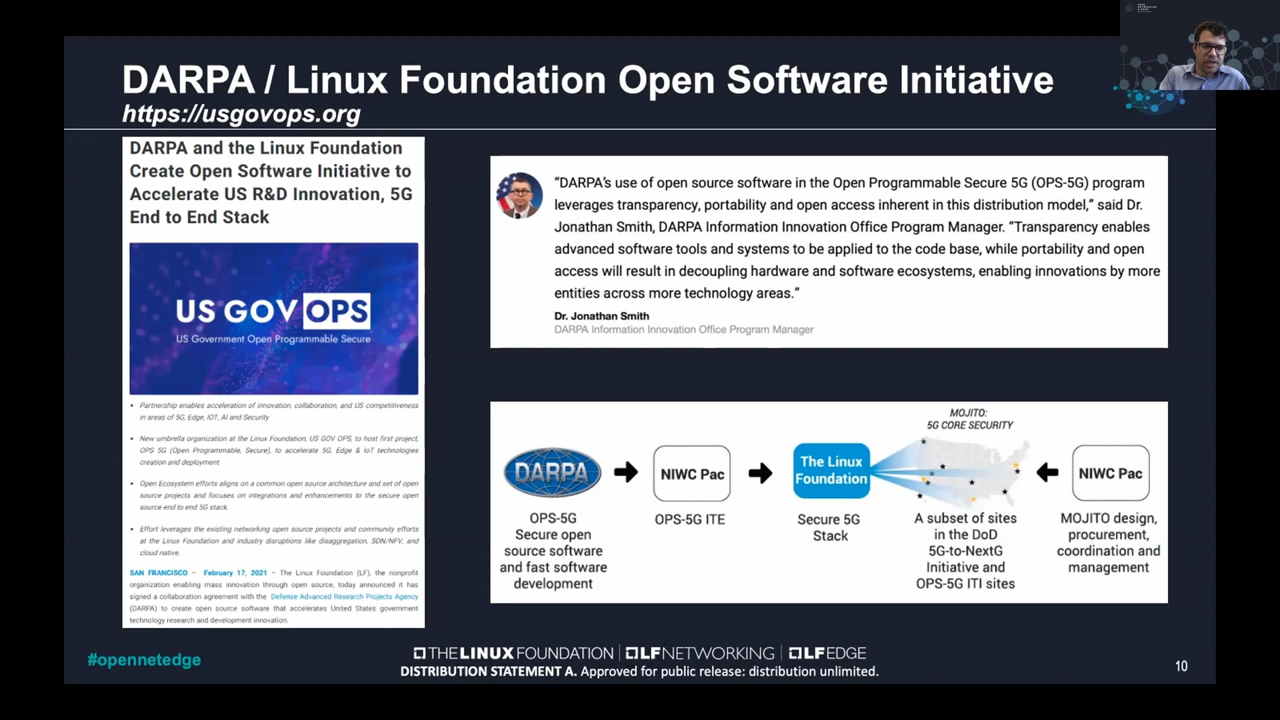 DARPA / Linux Foundation Open Software Initiative
https://usgovops.org
DARPA and the Linux Foundation
Create Open Software Initiative to
Accelerate US R&D Innovation, 5G
End to End Stack
US GOV OPS
US Government Open Programmable Secure
• Partnership enables acceleration of innovation, collaboration, and US competitiveness
in areas of 5G, Edge, IOT, AI and Security
• New umbrella organization at the Linux Foundation, US GOV OPS, to host first project,
OPS 5G (Open Programmable, Secure), to accelerate 5G, Edge & IoT technologies
creation and deployment
• Open Ecosystem efforts aligns on a common open source architecture and set of open
source projects and focuses on integrations and enhancements to the secure open
source end to end 5G stack.
• Effort leverages the existing networking open source projects and community efforts
at the Linux Foundation and industry disruptions like disaggregation, SDN/NFV, and
cloud native.
SAN FRANCISCO – February 17, 2021 – The Linux Foundation (LF), the nonprofit
organization enabling mass innovation through open source, today announced it has
signed a collaboration agreement with the Defense Advanced Research Projects Agency
(DARPA) to create open source software that accelerates United States government
technology research and development innovation.
“DARPA’s use of open source software in the Open Programmable Secure 5G (OPS-5G) program
leverages transparency, portability and open access inherent in this distribution model,” said Dr.
Jonathan Smith, DARPA Information Innovation Office Program Manager. “Transparency enables
advanced software tools and systems to be applied to the code base, while portability and open
access will result in decoupling hardware and software ecosystems, enabling innovations by more
entities across more technology areas.”
Dr. Jonathan Smith
DARPA Information Innovation Office Program Manager
DARPA
OPS-5G
Secure open
source software
and fast software
development
NIWC Pac
OPS-5G ITE
The Linux
Foundation
Secure 5G
Stack
MOJITO:
5G CORE SECURITY
A subset of sites
in the DoD
5G-to-NextG
Initiative and
OPS-5G ITI sites
NIWC Pac
MOJITO design,
procurement,
coordination and
management
#opennetedge
THE LINUX FOUNDATION | LF NETWORKING | LF EDGE
DISTRIBUTION STATEMENT A. Approved for public release: distribution unlimited.
10